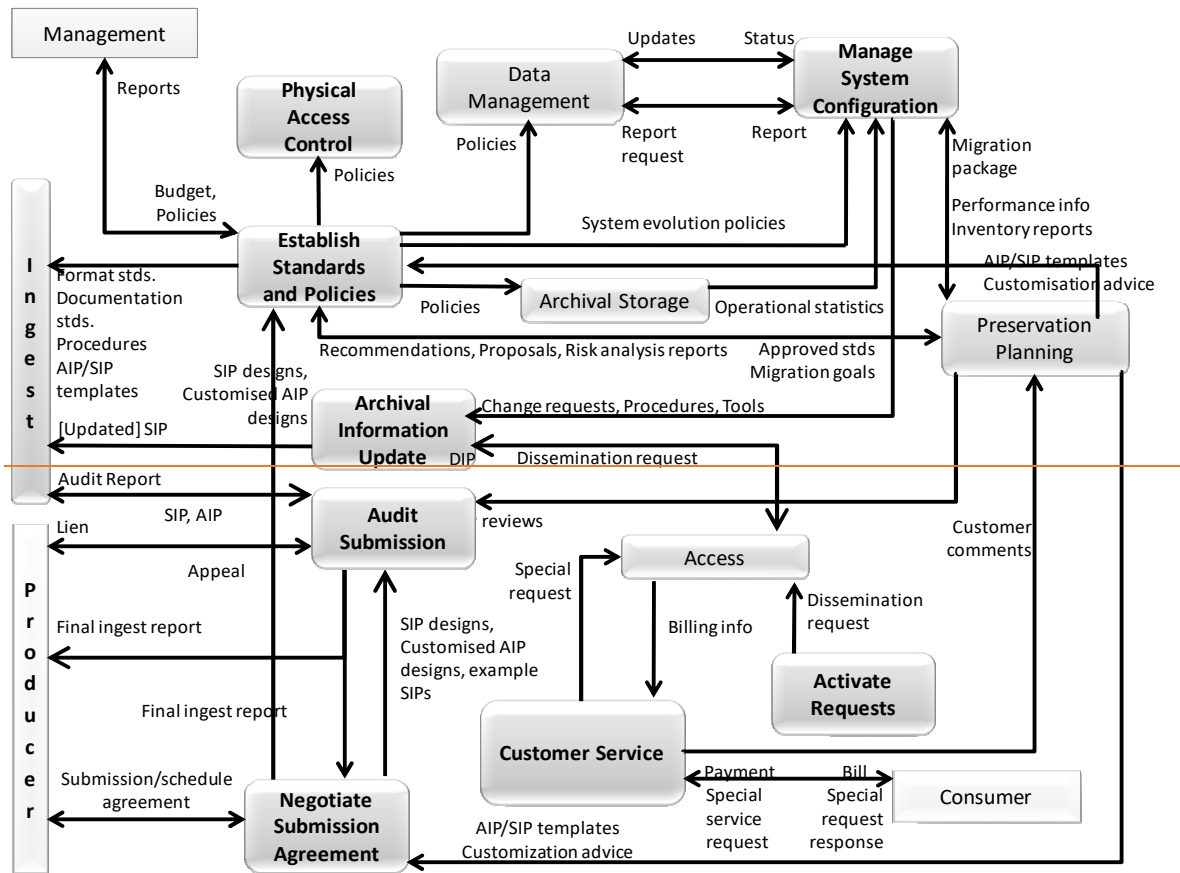 Management
Reports
Physical
Access
Control
Policies
Budget,
Policies
Updates
Status
Data
Management
Manage
System
Configuration
Report
request
Report
Policies
Migration
package
Performance info
Inventory reports
System evolution policies
Establish
Standards
and Policies
AIP/SIP templates
Customisation advice
Ingest
Format stds.
Documentation
stds.
Procedures
AIP/SIP
templates
Policies
Archival Storage
Operational statistics
Preservation
Planning
Recommendations, Proposals, Risk analysis reports
Approved stds
Migration goals
SIP designs,
Customised AIP
designs
Archival
Information
Update
Change requests, Procedures, Tools
[Updated] SIP
DIP
Dissemination request
Audit Report
SIP, AIP
Audit
Submission
reviews
Customer
comments
Producer
Lien
Appeal
Special
request
Access
Dissemination
request
Billing info
SIP designs,
Customised AIP
designs, example
SIPs
Final ingest report
Activate
Requests
Final ingest report
Customer Service
Submission/schedule
agreement
Negotiate
Submission
Agreement
Payment
Special
service
request
Bill
Special
request
response
Consumer
AIP/SIP templates
Customization advice